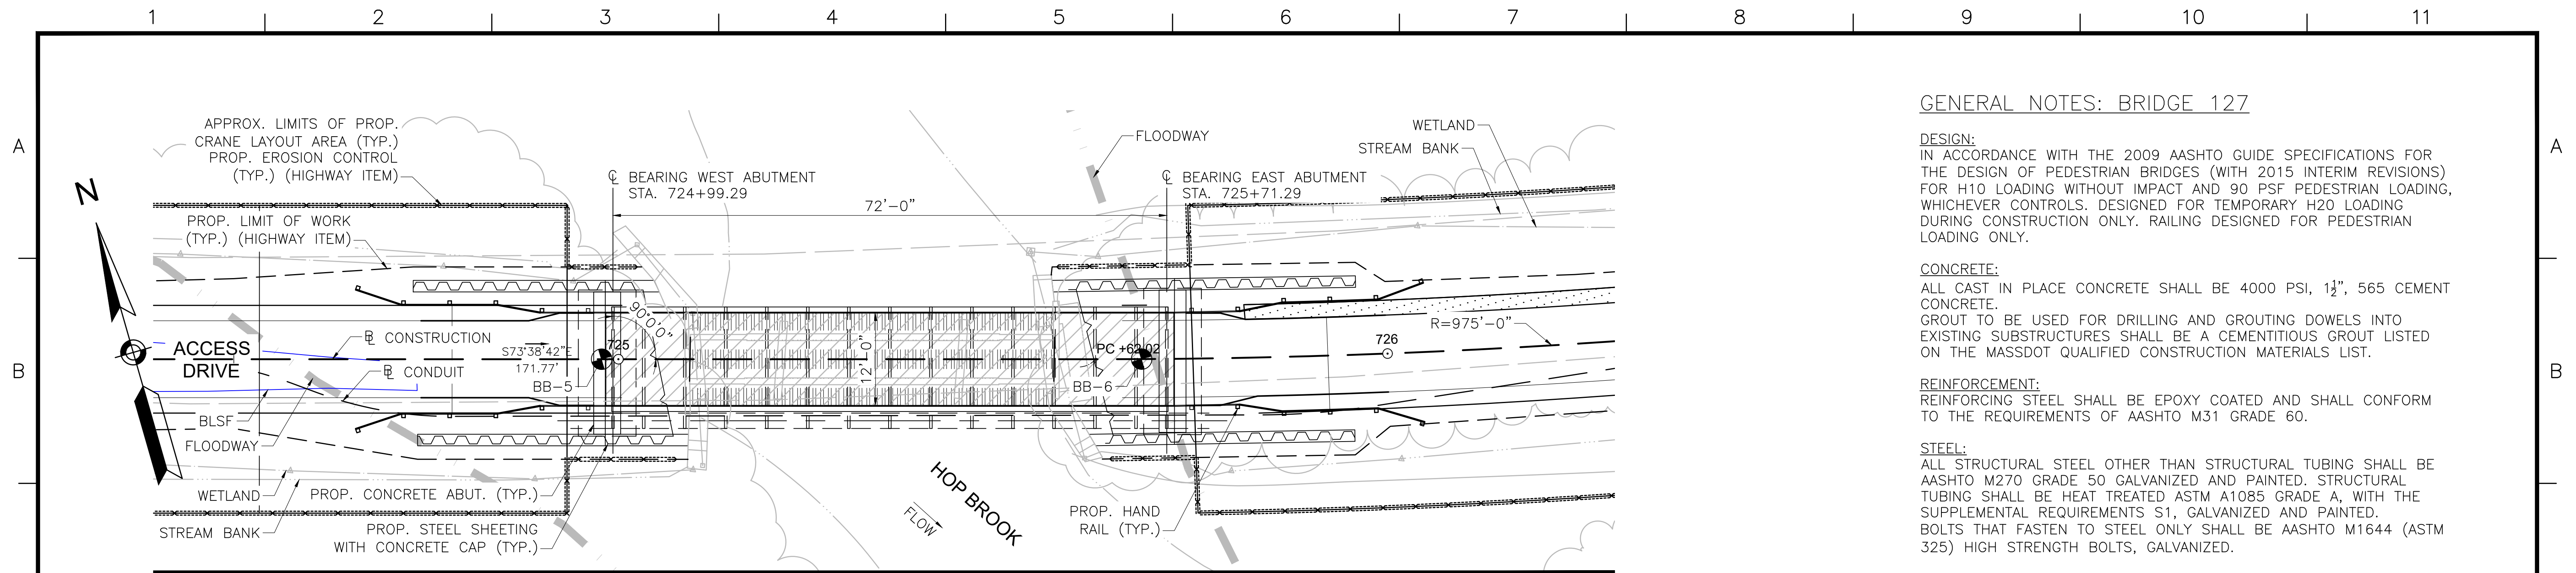 1 2 3 4 5 6 7 8 9 10 11
A
A
B
B
N
APPROX. LIMITS OF PROP.
CRANE LAYOUT AREA (TYP.)
PROP. EROSION CONTROL
(TYP.) (HIGHWAY ITEM)
PROP. LIMIT OF WORK
(TYP.) (HIGHWAY ITEM)
℄ BEARING WEST ABUTMENT
STA. 724+99.29
72'-0"
FLOODWAY
℄ BEARING EAST ABUTMENT
STA. 725+71.29
WETLAND
STREAM BANK
ACCESS
DRIVE
CONSTRUCTION
CONDUIT
S73°38'42"E
171.77'
725
90°0'0"
BB-5
12'-0"
PC +62.02
BB-6
R=975'-0"
726
BLSF
FLOODWAY
WETLAND
STREAM BANK
PROP. CONCRETE ABUT. (TYP.)
PROP. STEEL SHEETING
WITH CONCRETE CAP (TYP.)
HOP BROOK
FLOW
PROP. HAND
RAIL (TYP.)
GENERAL NOTES: BRIDGE 127
DESIGN:
IN ACCORDANCE WITH THE 2009 AASHTO GUIDE SPECIFICATIONS FOR
THE DESIGN OF PEDESTRIAN BRIDGES (WITH 2015 INTERIM REVISIONS)
FOR H10 LOADING WITHOUT IMPACT AND 90 PSF PEDESTRIAN LOADING,
WHICHEVER CONTROLS. DESIGNED FOR TEMPORARY H20 LOADING
DURING CONSTRUCTION ONLY. RAILING DESIGNED FOR PEDESTRIAN
LOADING ONLY.
CONCRETE:
ALL CAST IN PLACE CONCRETE SHALL BE 4000 PSI, 1½", 565 CEMENT
CONCRETE.
GROUT TO BE USED FOR DRILLING AND GROUTING DOWELS INTO
EXISTING SUBSTRUCTURES SHALL BE A CEMENTITIOUS GROUT LISTED
ON THE MASSDOT QUALIFIED CONSTRUCTION MATERIALS LIST.
REINFORCEMENT:
REINFORCING STEEL SHALL BE EPOXY COATED AND SHALL CONFORM
TO THE REQUIREMENTS OF AASHTO M31 GRADE 60.
STEEL:
ALL STRUCTURAL STEEL OTHER THAN STRUCTURAL TUBING SHALL BE
AASHTO M270 GRADE 50 GALVANIZED AND PAINTED. STRUCTURAL
TUBING SHALL BE HEAT TREATED ASTM A1085 GRADE A, WITH THE
SUPPLEMENTAL REQUIREMENTS S1, GALVANIZED AND PAINTED.
BOLTS THAT FASTEN TO STEEL ONLY SHALL BE AASHTO M1644 (ASTM
325) HIGH STRENGTH BOLTS, GALVANIZED.